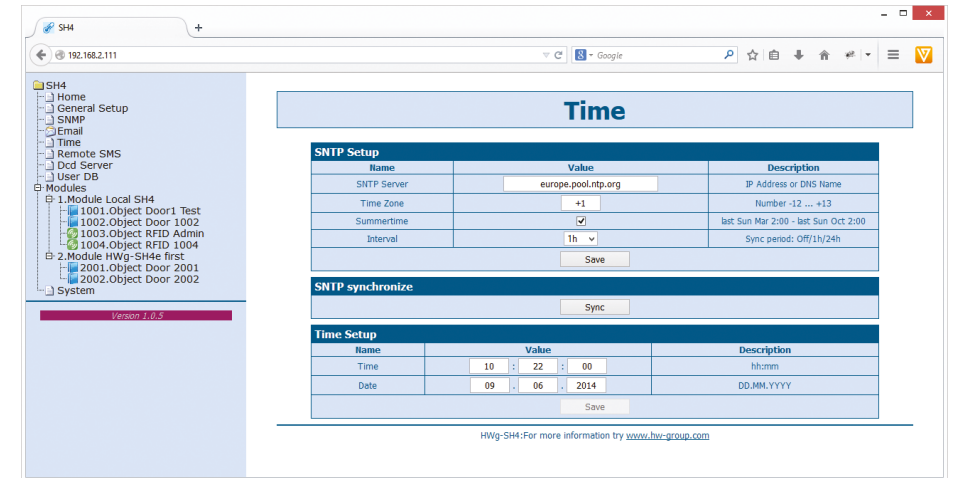 SH4
192.168.2.111
Google
SH4
Home
General Setup
SNMP
Email
Time
Remote SMS
Dcd Server
User DB
Modules
1.Module Local SH4
1001.Object Door1 Test
1002.Object Door 1002
1003.Object RFID Admin
1004.Object RFID 1004
2.Module HWg-SH4e first
2001.Object Door 2001
2002.Object Door 2002
System
Version 1.0.5
Time
SNTP Setup
Name Value Description
SNTP Server europe.pool.ntp.org IP Address or DNS Name
Time Zone +1 Number -12 ... +13
Summertime last Sun Mar 2:00 - last Sun Oct 2:00
Interval 1h Sync period: Off/1h/24h
Save
SNTP synchronize
Sync
Time Setup
Name Value Description
Time 10 : 22 : 00 hh:mm
Date 09 . 06 . 2014 DD.MM.YYYY
Save
HWg-SH4:For more information try www.hw-group.com